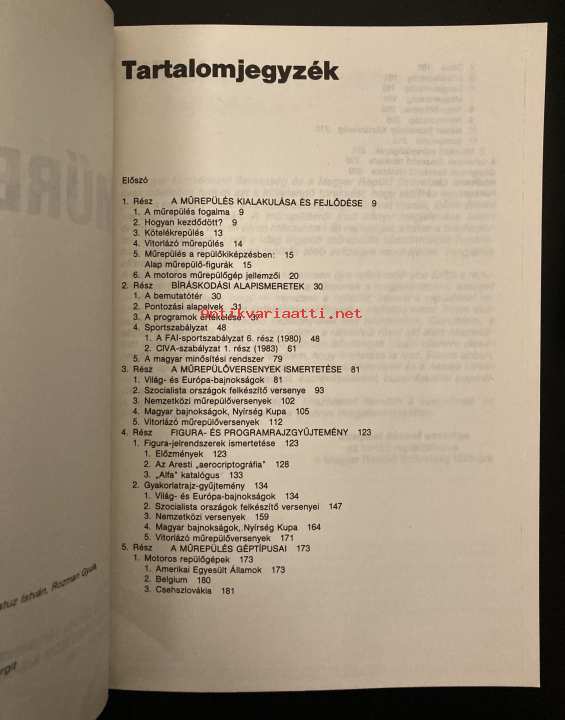 Tartalomjegyzék
Előszó
1. Rész A MŰREPÜLÉS KIALAKULÁSA ÉS FEJLŐDÉSE 9
1. A műrepülés fogalma 9
2. Hogyan kezdődött? 9
3. Kötelékrepülés 13
4. Vitorlázó műrepülés 14
5. Műrepülés a repülőkiképzésben: 15
Alap műrepülő-figurák 15
6. A motoros műrepülőgép jellemzői 20
2. Rész BÍRÁSKODÁSI ALAPISMERETEK 30
1. A bemutatótér 30
2. Pontozási alapelvek 31
3. A programok értékelése 37
antikvariaatti.net
4. Sportszabályzat 48
1. A FAI-sportszabályzat 6. rész (1980) 48
2. CIVA-szabályzat 1. rész (1983) 61
5. A magyar minősítési rendszer 79
3. Rész A MŰREPÜLŐVERSENYEK ISMERTETÉSE 81
1. Világ- és Európa-bajnokságok 81
2. Szocialista országok felkészítő versenye 93
3. Nemzetközi műrepülőversenyek 102
4. Magyar bajnokságok, Nyírség Kupa 105
5. Vitorlázó műrepülőversenyek 112
4. Rész FIGURA- ÉS PROGRAMRAJZGYŰJTEMÉNY 123
1. Figura-jelrendszerek ismertetése 123
1. Előzmények 123
2. Az Aresti „aerocriptográfia” 128
3. „Alfa” katalógus 133
2. Gyakorlatrajz-gyűjtemény 134
1. Világ- és Európa-bajnokságok 134
2. Szocialista országok felkészítő versenyei 147
3. Nemzetközi versenyek 159
4. Magyar bajnokságok, Nyírség Kupa 164
5. Vitorlázó műrepülőversenyek 171
5. Rész A MŰREPÜLÉS GÉPTÍPUSAI 173
1. Motoros repülőgépek 173
1. Amerikai Egyesült Államok 173
2. Belgium 180
3. Csehszlovákia 181
István, Rozman Gyula